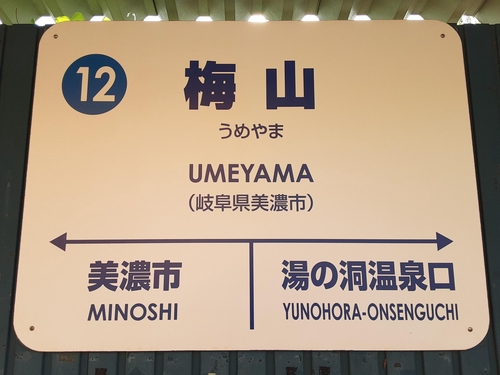 12
梅山
うめやま
UMEYAMA
(岐阜県美濃市)
美濃市
MINOSHI
湯の洞温泉口
YUNOHORA-ONSENGUCHI